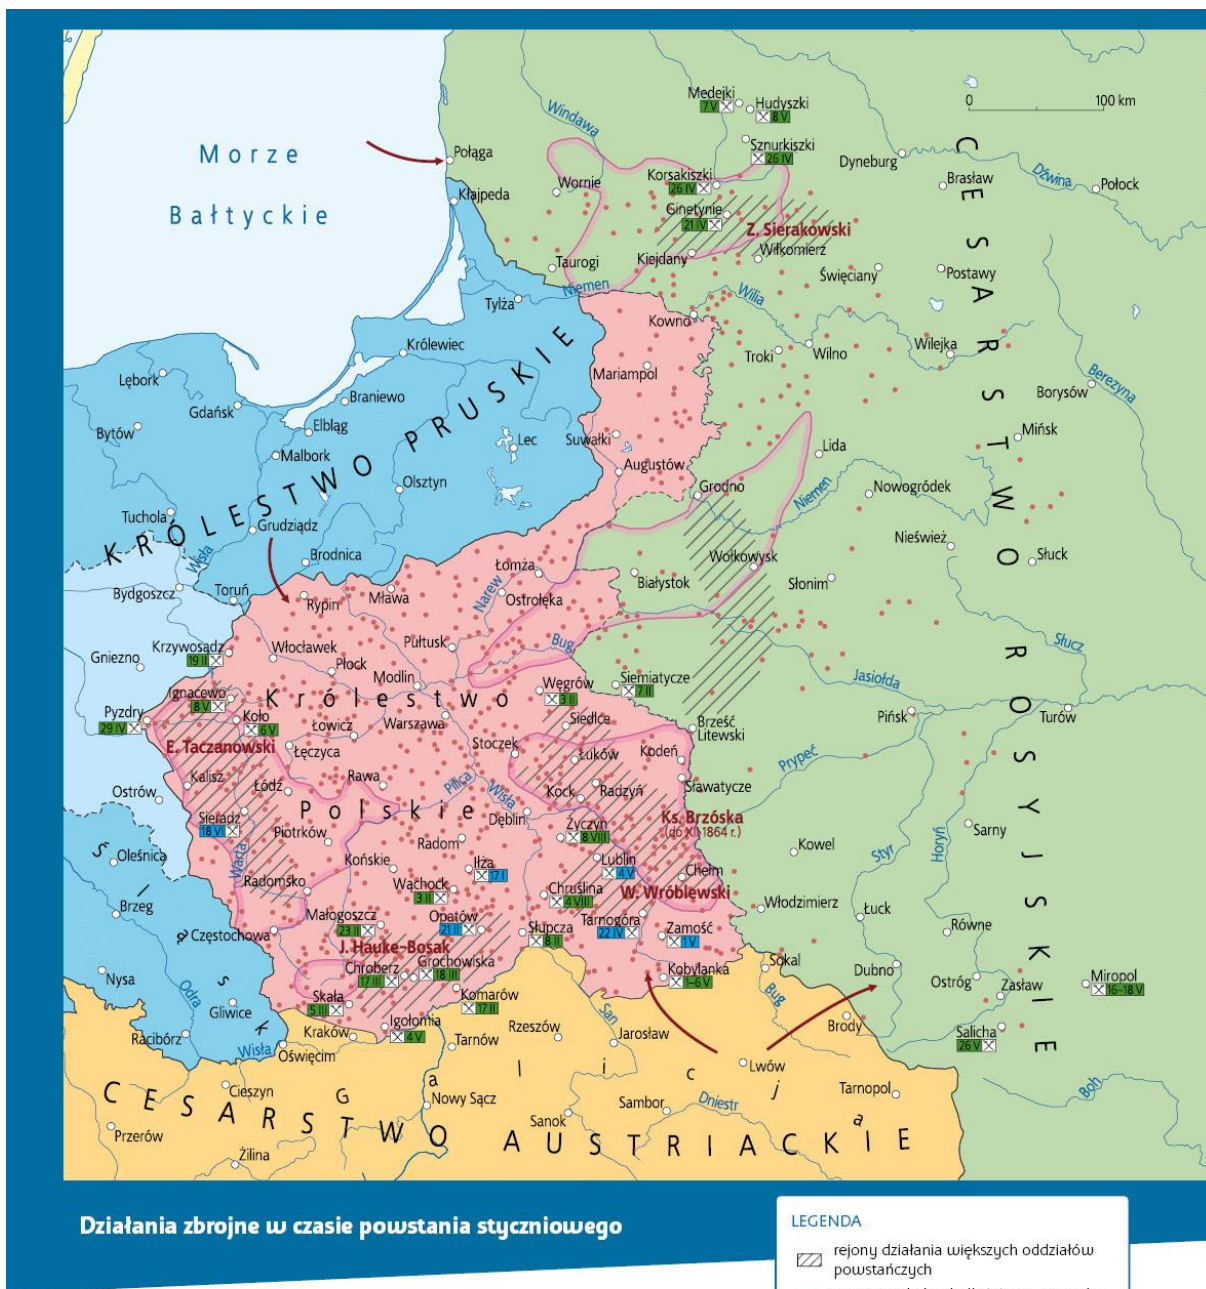 Morze
Bałtyckie
0 100 km
CESARSTWO ROSYJSKIE
KRÓLESTWO PRUSKIE
Królestwo
Polskie
Śląsk
CESARSTWO AUSTRIACKIE
Galicja
Medejki
7 V
Hudyszki
8 V
Windawa
Sznurkiszki
26 IV
Dyneburg
Dźwina
Połąga
Wornie
Korsakiszki
26 IV
Brasław
Połock
Kłajpeda
Ginetynie
21 IV
Z. Sierakowski
Wiłkomierz
Taurogi
Kiejdany
Święciany
Postawy
Tylża
Niemen
Wilia
Kowno
Królewiec
Troki
Wilno
Wilejka
Mariampol
Lębork
Braniewo
Borysów
Berezyna
Gdańsk
Bytów
Elbląg
Lec
Suwałki
Lida
Mińsk
Malbork
Augustów
Olsztyn
Grodno
Niemen
Nowogródek
Tuchola
Grudziądz
Nieśwież
Wisła
Brodnica
Łomża
Wołkowysk
Słuck
Bydgoszcz
Toruń
Rypin
Mława
Narew
Ostrołęka
Białystok
Słonim
Krzywosądz
19 II
Włocławek
Pułtusk
Bug
Słucz
Gniezno
Płock
Modlin
Węgrów
3 II
Siemiatycze
7 II
Jasiołda
Ignacewo
8 V
Pyzdry
29 IV
Koło
6 V
Łowicz
Warszawa
Siedlce
Brześć
Litewski
Pińsk
Turów
E. Taczanowski
Łęczyca
Stoczek
Łuków
Kodeń
Prypeć
Kalisz
Łódź
Rawa
Pilica
Wisła
Kock
Radzyń
Sławatycze
Ostrów
Sieradz
18 VI
Piotrków
Dęblin
Ks. Brzóska
(do XII 1864 r.)
Życzyn
8 VIII
Sarny
Horyń
Styr
Oleśnica
Warta
Radom
Kowel
Końskie
Iłża
17 I
Lublin
4 V
Chełm
Radomsko
Wąchock
3 II
Chruślina
4 VIII
W. Wróblewski
Brzeg
Małogoszcz
23 II
Opatów
21 II
Tarnogóra
22 IV
Zamość
1 V
Włodzimierz
Łuck
Równe
Częstochowa
Słupcza
8 II
J. Hauke-Bosak
Nysa
Chroberz
17 III
Grochowiska
18 III
Kobylanka
1–6 V
Sokal
Dubno
Ostróg
Zasław
Miropol
16–18 V
Odra
Gliwice
Skała
5 III
Komarów
17 II
San
Bug
Racibórz
Kraków
Igołomia
4 V
Rzeszów
Jarosław
Brody
Salicha
26 V
Wisła
Oświęcim
Tarnów
Lwów
Cieszyn
Nowy Sącz
Sambor
Dniestr
Tarnopol
Boh
Przerów
Sanok
Żilina
Działania zbrojne w czasie powstania styczniowego
LEGENDA
rejony działania większych oddziałów
powstańczych